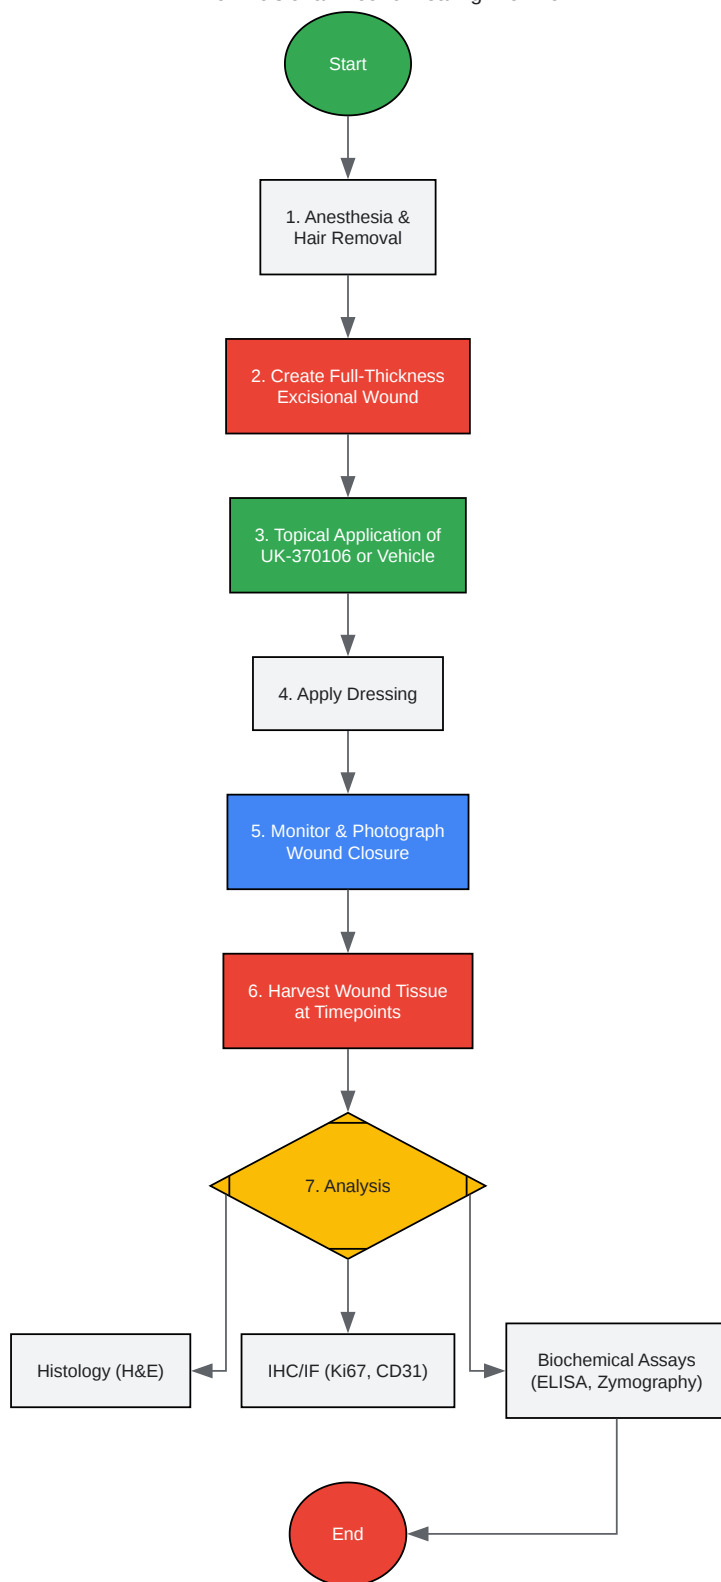 Start
1. Anesthesia &
Hair Removal
2. Create Full-Thickness
Excisional Wound
3. Topical Application of
UK-370106 or Vehicle
4. Apply Dressing
5. Monitor & Photograph
Wound Closure
6. Harvest Wound Tissue
at Timepoints
7. Analysis
Histology (H&E)
IHC/IF (Ki67, CD31)
Biochemical Assays
(ELISA, Zymography)
End